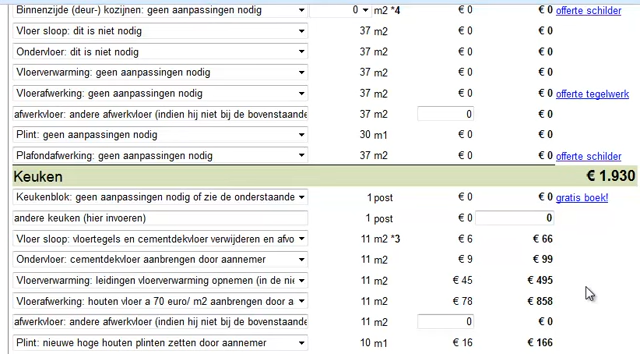 Binnenzijde (deur-) kozijnen: geen aanpassingen nodig 0 m2 *4 € 0 € 0 offerte schilder
Vloer sloop: dit is niet nodig 37 m2 € 0 € 0
Ondervloer: dit is niet nodig 37 m2 € 0 € 0
Vloerverwarming: geen aanpassingen nodig 37 m2 € 0 € 0
Vloerafwerking: geen aanpassingen nodig 37 m2 € 0 € 0 offerte tegelwerk
afwerkvloer: andere afwerkvloer (indien hij niet bij de bovenstaande 37 m2 0 € 0
Plint: geen aanpassingen nodig 30 m1 € 0 € 0
Plafondafwerking: geen aanpassingen nodig 37 m2 € 0 € 0 offerte schilder
Keuken € 1.930
Keukenblok: geen aanpassingen nodig of zie de onderstaande 1 post € 0 € 0 gratis boek!
andere keuken (hier invoeren) 1 post € 0 0
Vloer sloop: vloertegels en cementdekvloer verwijderen en afvo 11 m2 *3 € 6 € 66
Ondervloer: cementdekvloer aanbrengen door aannemer 11 m2 € 9 € 99
Vloerverwarming: leidingen vloerverwarming opnemen (in de nie 11 m2 € 45 € 495
Vloerafwerking: houten vloer a 70 euro/ m2 aanbrengen door a 11 m2 € 78 € 858
afwerkvloer: andere afwerkvloer (indien hij niet bij de bovenstaande 11 m2 0 € 0
Plint: nieuwe hoge houten plinten zetten door aannemer 10 m1 € 16 € 166